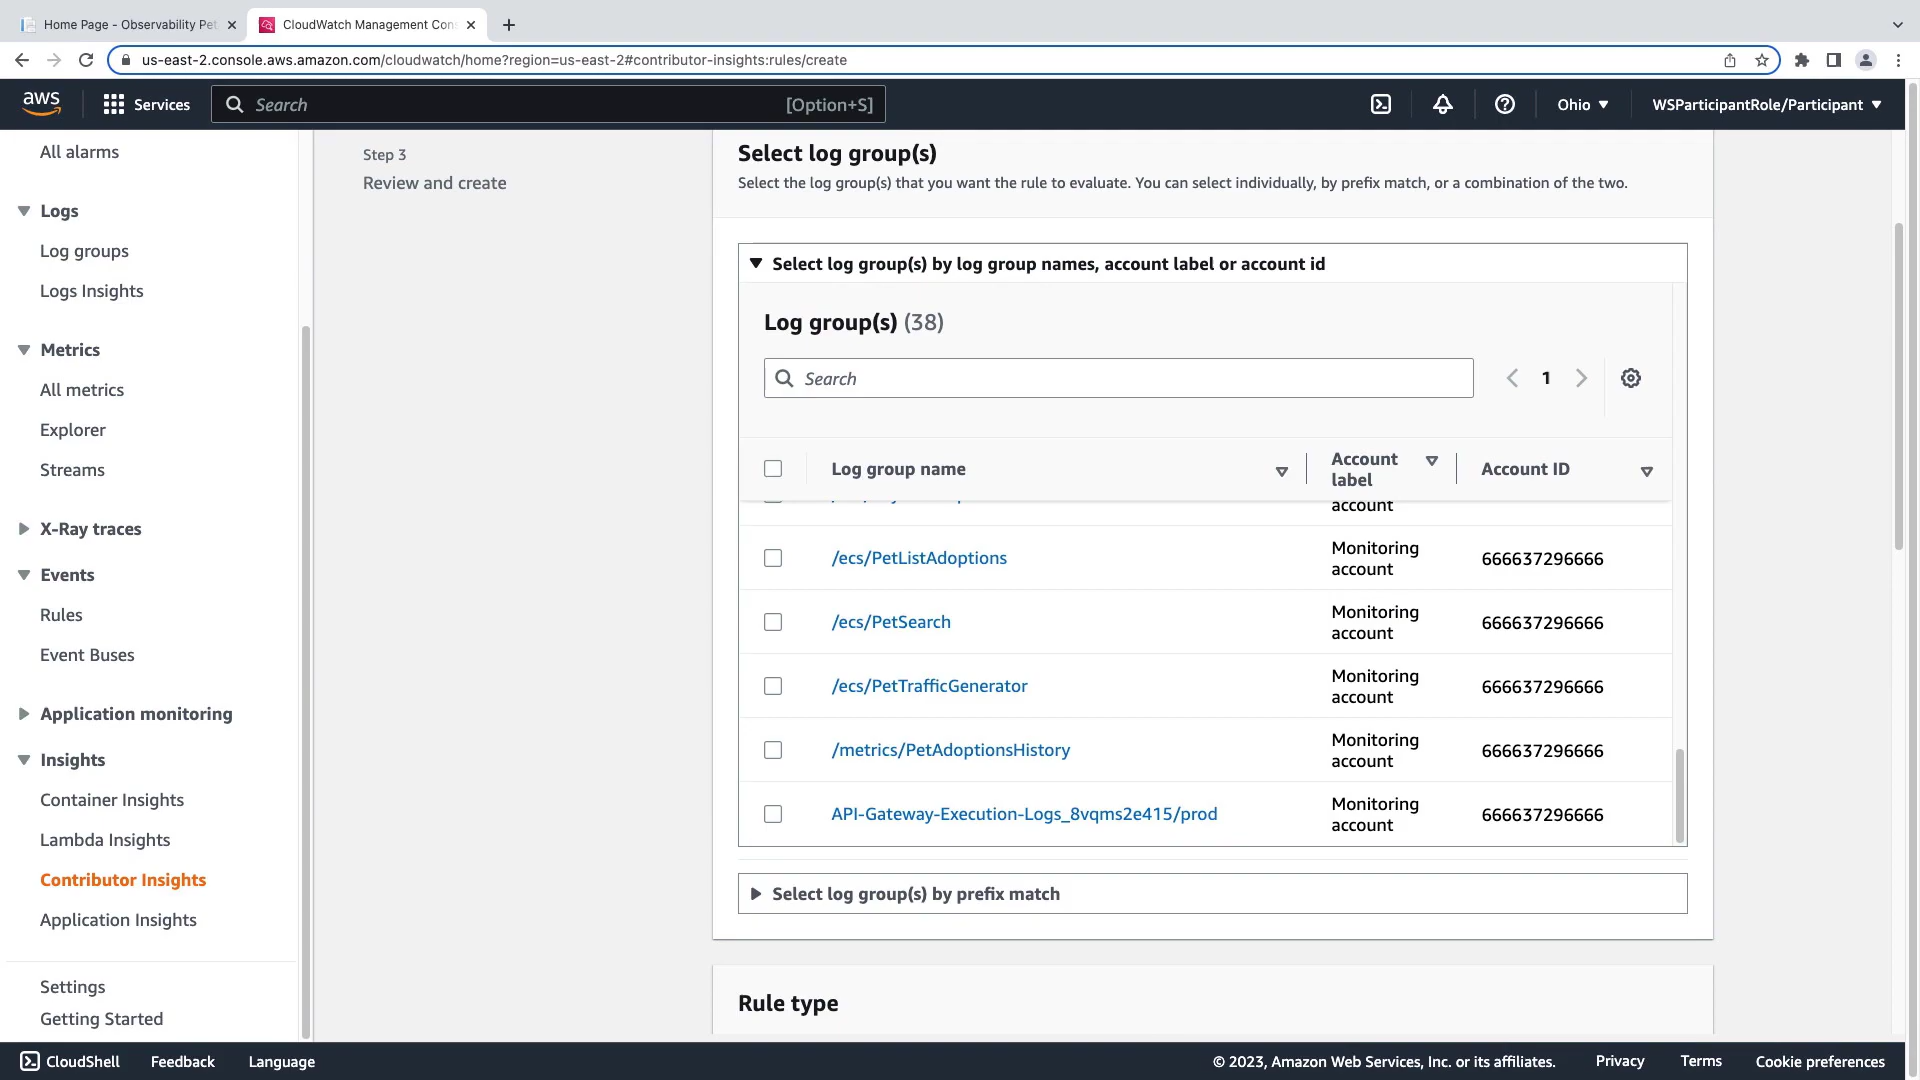 Home Page - Observability Pet
CloudWatch Management Con
us-east-2.console.aws.amazon.com/cloudwatch/home?region=us-east-2#contributor-insights:rules/create
aws
Services
Search
[Option+S]
Ohio
WSParticipantRole/Participant
All alarms
Logs
Log groups
Logs Insights
Metrics
All metrics
Explorer
Streams
X-Ray traces
Events
Rules
Event Buses
Application monitoring
Insights
Container Insights
Lambda Insights
Contributor Insights
Application Insights
Settings
Getting Started
Step 3
Review and create
Select log group(s)
Select the log group(s) that you want the rule to evaluate. You can select individually, by prefix match, or a combination of the two.
Select log group(s) by log group names, account label or account id
Log group(s) (38)
Search
1
Log group name
Account
label
Account ID
account
/ecs/PetListAdoptions
Monitoring
account
666637296666
/ecs/PetSearch
Monitoring
account
666637296666
/ecs/PetTrafficGenerator
Monitoring
account
666637296666
/metrics/PetAdoptionsHistory
Monitoring
account
666637296666
API-Gateway-Execution-Logs_8vqms2e415/prod
Monitoring
account
666637296666
Select log group(s) by prefix match
Rule type
CloudShell
Feedback
Language
© 2023, Amazon Web Services, Inc. or its affiliates.
Privacy
Terms
Cookie preferences